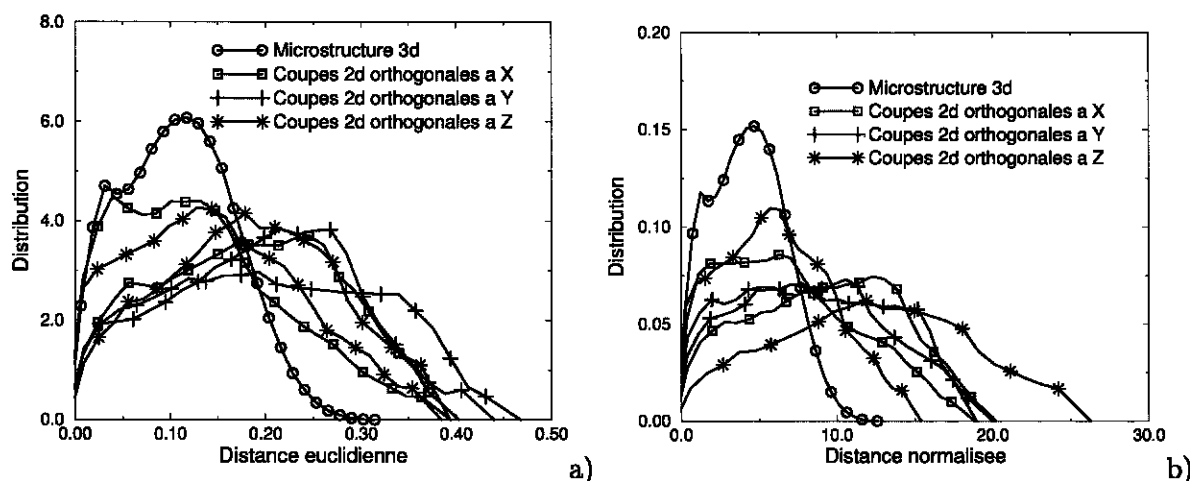 8.0
6.0
4.0
2.0
0.0
Distribution
Microstructure 3d
Coupes 2d orthogonales a X
Coupes 2d orthogonales a Y
Coupes 2d orthogonales a Z
0.00 0.10 0.20 0.30 0.40 0.50
Distance euclidienne
a)
0.20
0.15
0.10
0.05
0.00
Distribution
Microstructure 3d
Coupes 2d orthogonales a X
Coupes 2d orthogonales a Y
Coupes 2d orthogonales a Z
0.0 10.0 20.0 30.0
Distance normalisee
b)